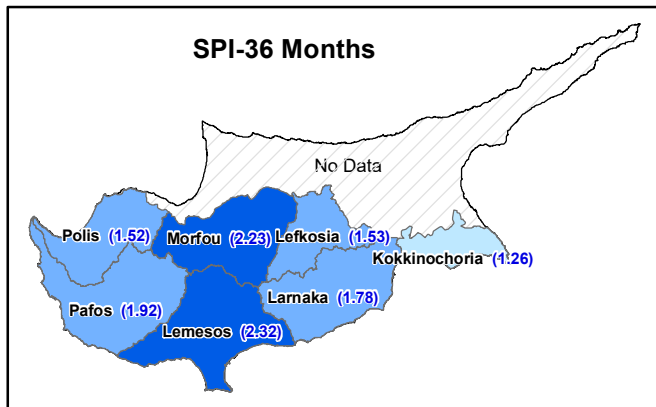 SPI-36 Months
No Data
Polis (1.52)
Morfou (2.23)
Lefkosia (1.53)
Kokkinochoria (1.26)
Pafos (1.92)
Larnaka (1.78)
Lemesos (2.32)